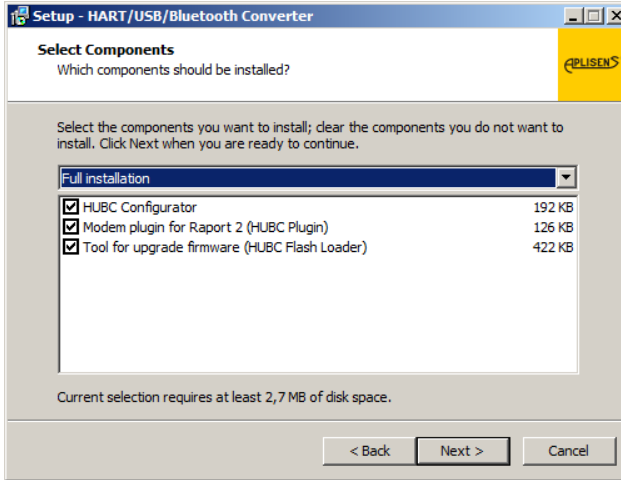 Setup - HART/USB/Bluetooth Converter
Select Components
Which components should be installed?
APLISENS
Select the components you want to install; clear the components you do not want to
install. Click Next when you are ready to continue.
Full installation
HUBC Configurator 192 KB
Modem plugin for Raport 2 (HUBC Plugin) 126 KB
Tool for upgrade firmware (HUBC Flash Loader) 422 KB
Current selection requires at least 2,7 MB of disk space.
< Back Next > Cancel